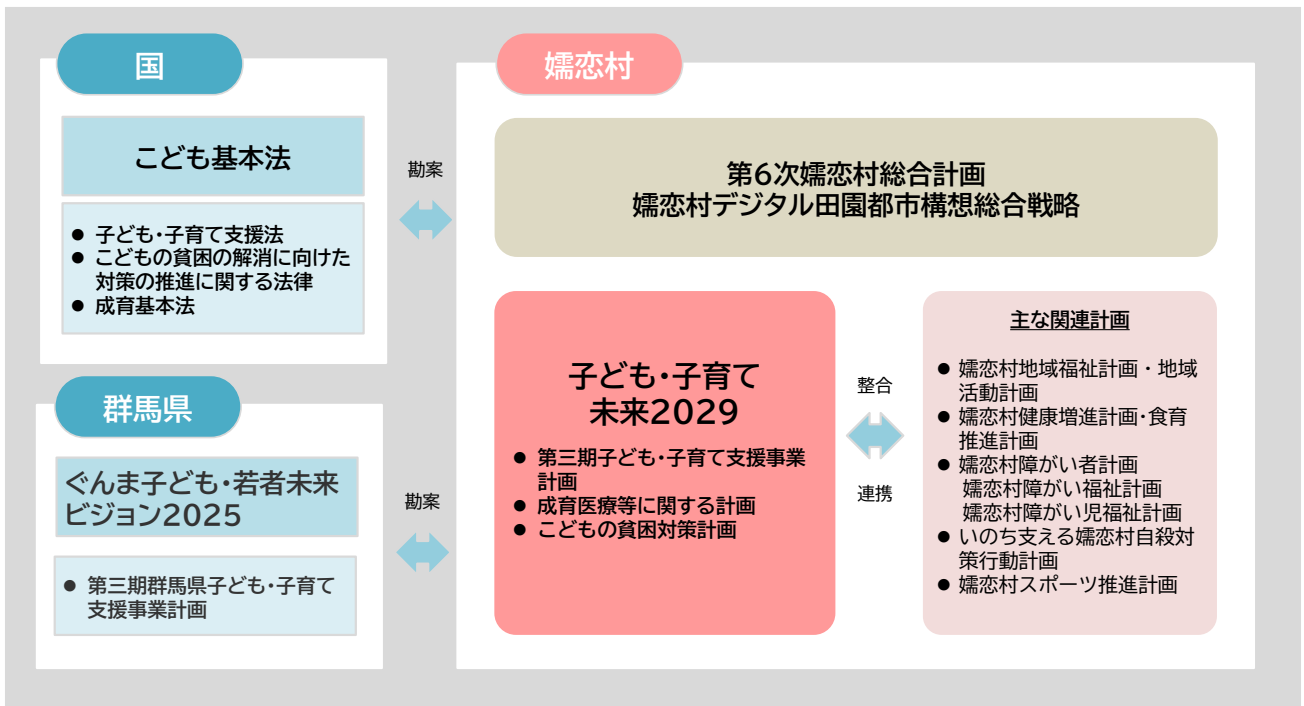 国
こども基本法
● 子ども・子育て支援法
● こどもの貧困の解消に向けた
対策の推進に関する法律
● 成育基本法
群馬県
ぐんま子ども・若者未来
ビジョン2025
● 第三期群馬県子ども・子育て
支援事業計画
勘案
勘案
嬬恋村
第6次嬬恋村総合計画
嬬恋村デジタル田園都市構想総合戦略
子ども・子育て
未来2029
● 第三期子ども・子育て支援事業
計画
● 成育医療等に関する計画
● こどもの貧困対策計画
整合
連携
主な関連計画
● 嬬恋村地域福祉計画・地域
活動計画
● 嬬恋村健康増進計画・食育
推進計画
● 嬬恋村障がい者計画
嬬恋村障がい福祉計画
嬬恋村障がい児福祉計画
● いのち支える嬬恋村自殺対
策行動計画
● 嬬恋村スポーツ推進計画